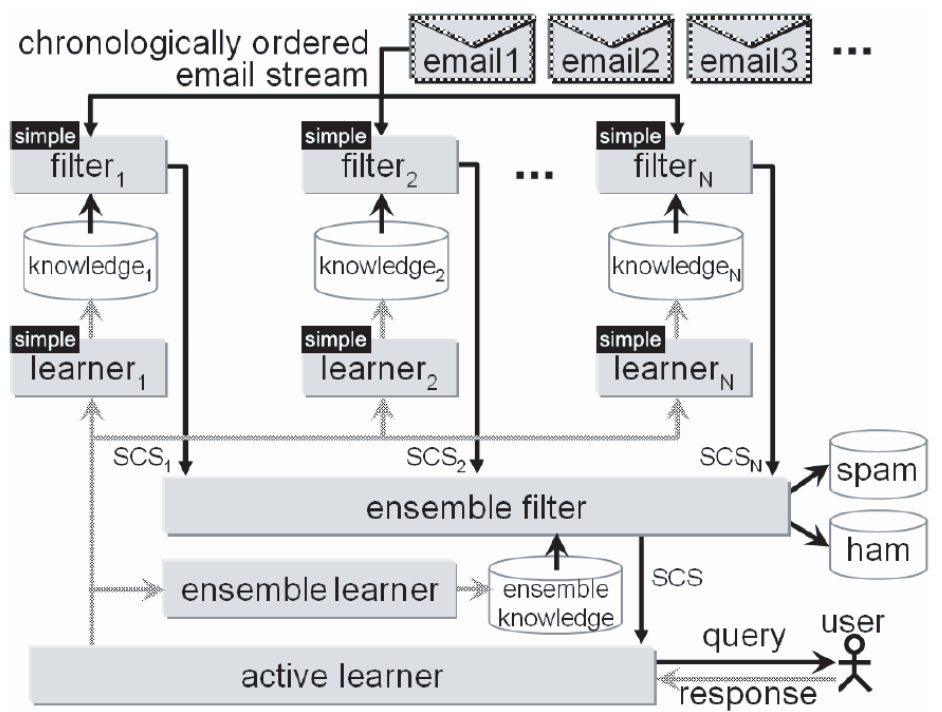 chronologically ordered
email stream
email1 email2 email3 ...
simple simple simple
filter1 filter2 ... filterN
knowledge1 knowledge2 knowledgeN
simple simple simple
learner1 learner2 learnerN
SCS1 SCS2 SCSN
spam
ensemble filter
ham
ensemble learner
ensemble
knowledge
SCS
user
query
active learner
response